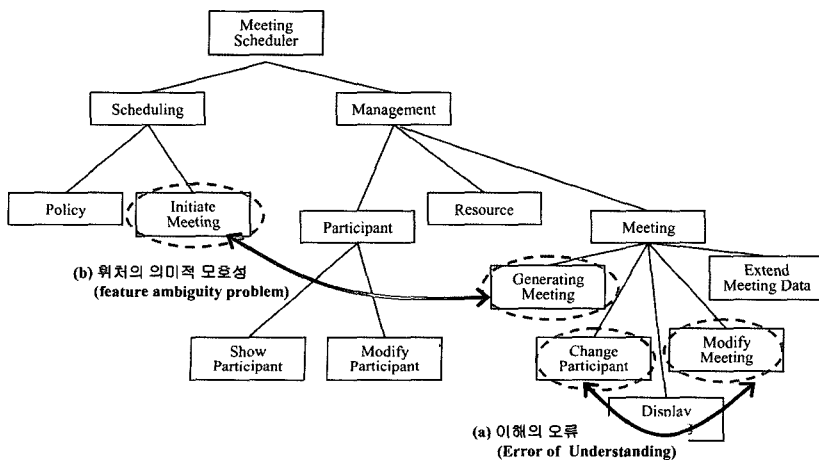 Meeting
Scheduler
Scheduling
Management
Policy
Initiate
Meeting
Participant
Resource
Meeting
(b) 휘처의 의미적 모호성
(feature ambiguity problem)
Generating
Meeting
Extend
Meeting Data
Show
Participant
Modify
Participant
Change
Participant
Modify
Meeting
Display
(a) 이해의 오류
(Error of Understanding)